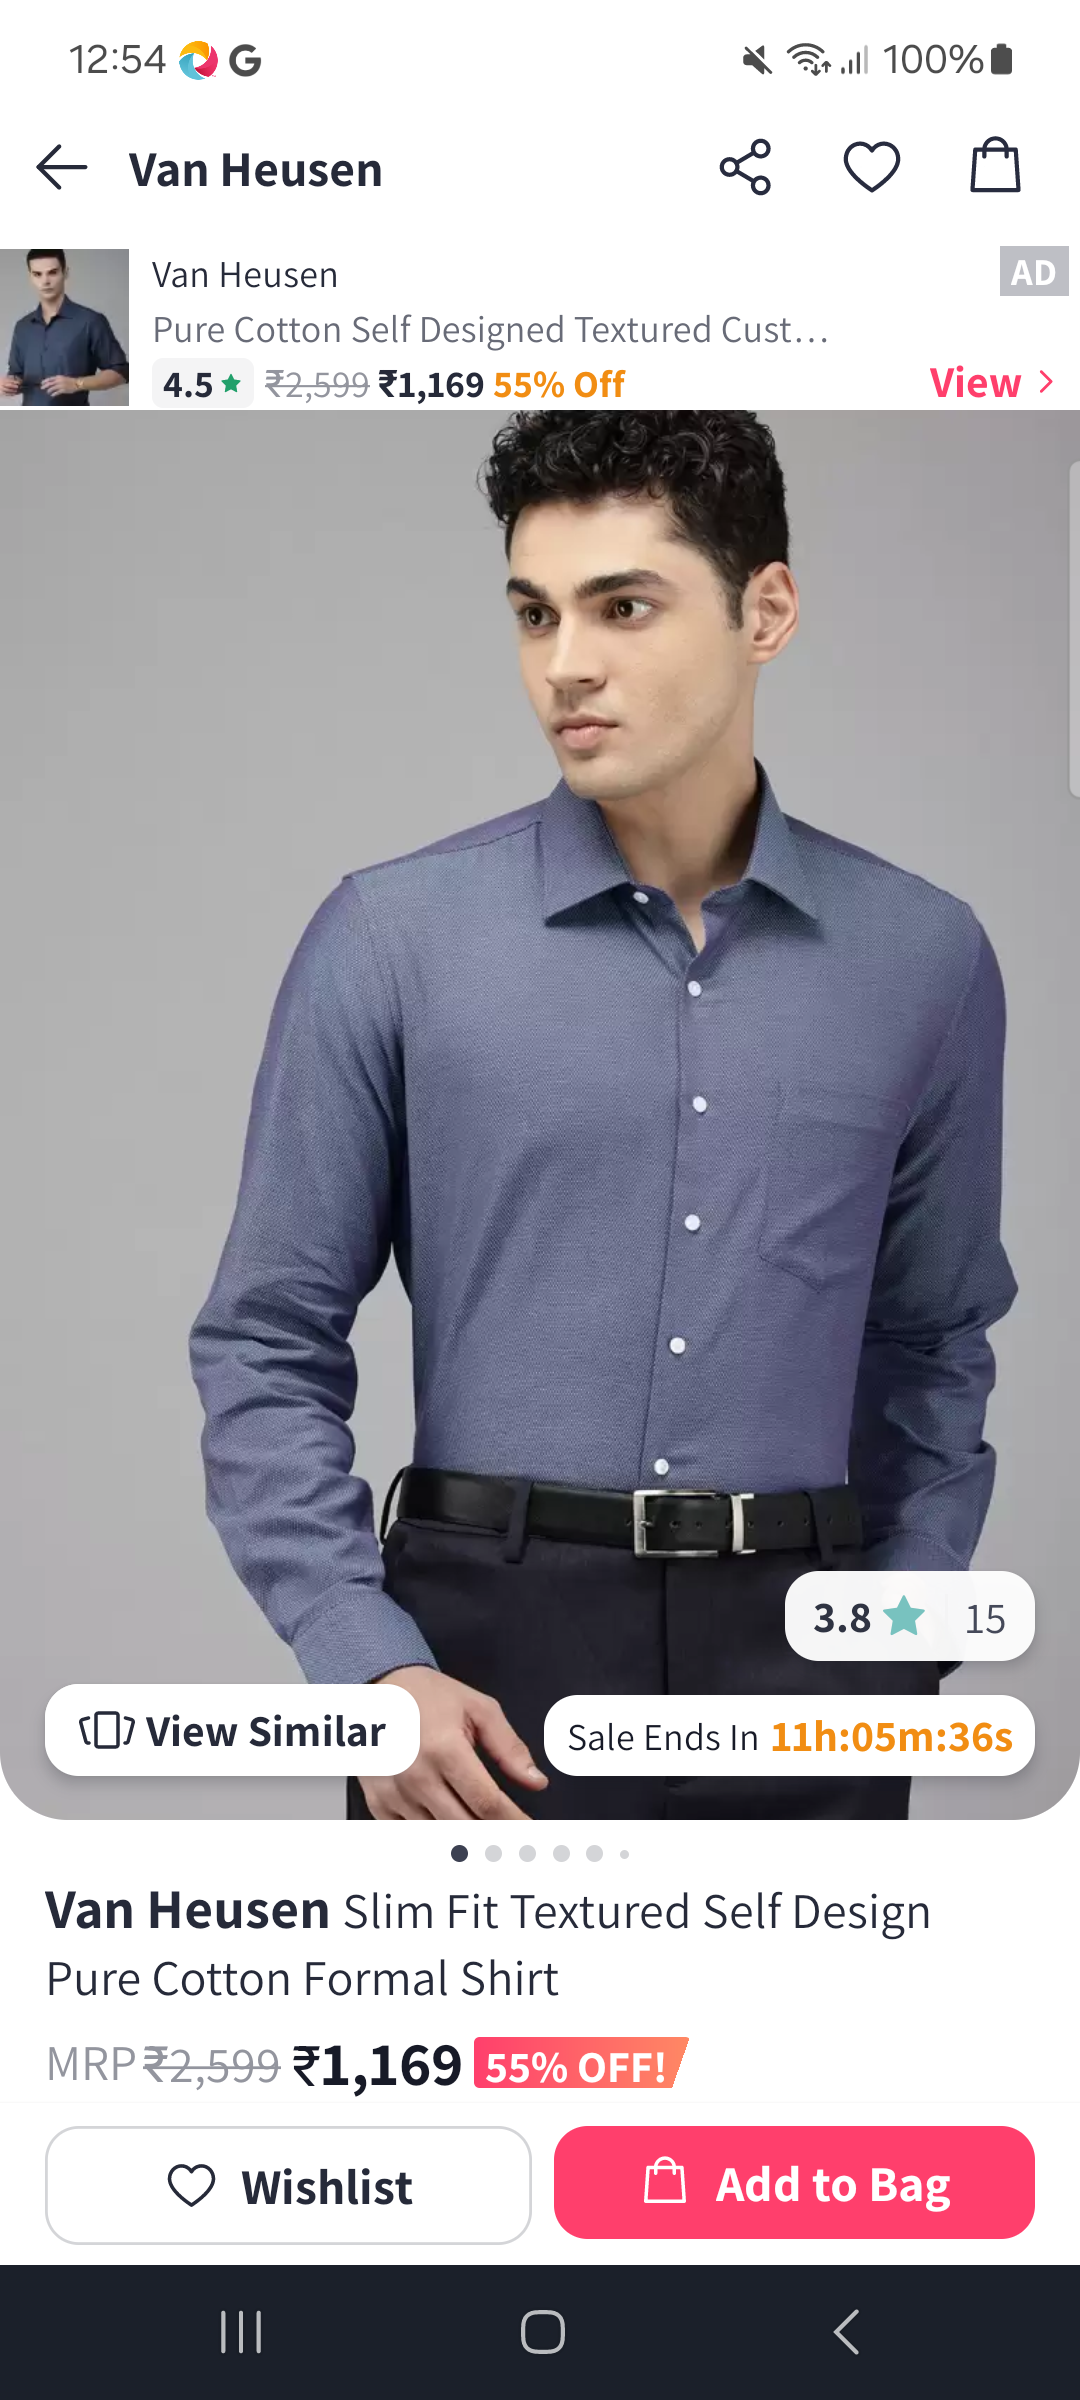 12:54 G 100%
Van Heusen
Van Heusen AD
Pure Cotton Self Designed Textured Cust...
4.5 ₹2,599 ₹1,169 55% Off View
3.8 15
View Similar Sale Ends In 11h:05m:36s
Van Heusen Slim Fit Textured Self Design
Pure Cotton Formal Shirt
MRP ₹2,599 ₹1,169 55% OFF!
Wishlist Add to Bag